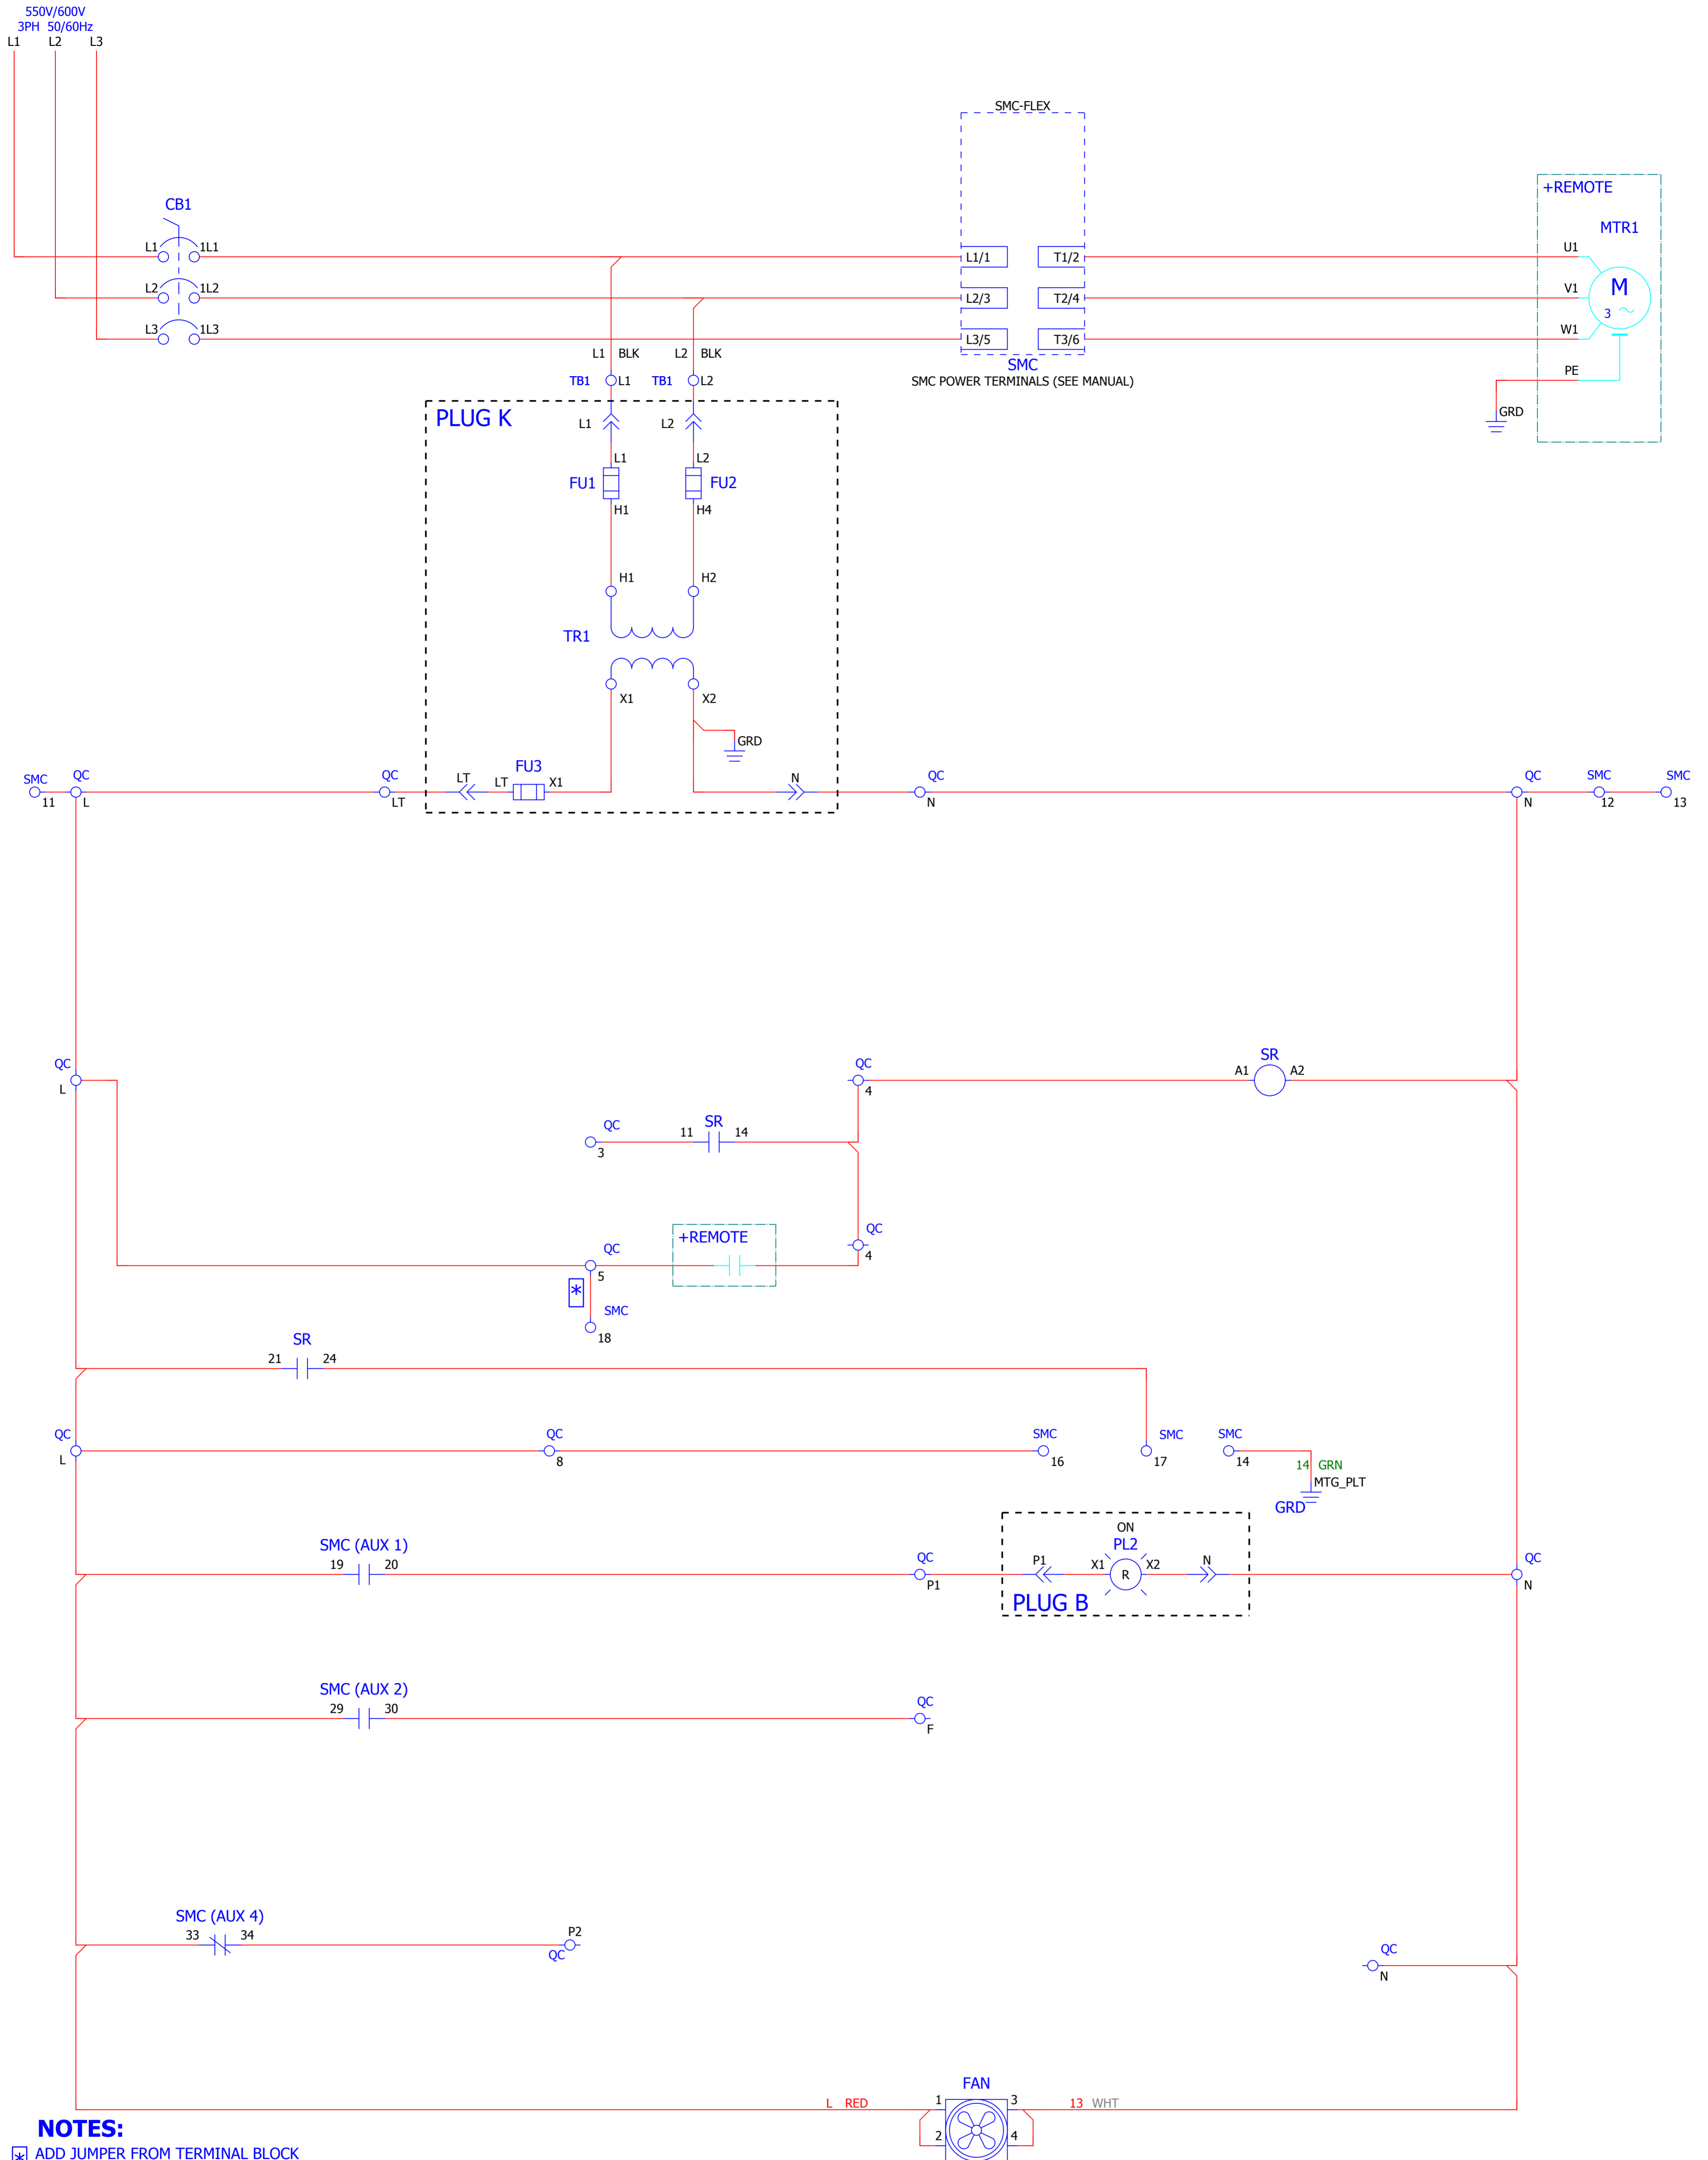 550V/600V
3PH 50/60Hz
L1 L2 L3
SMC-FLEX
+REMOTE
CB1
MTR1
L1 1L1 L1/1 T1/2 U1
L2 1L2 L2/3 T2/4 V1
M
3
L3 1L3 L3/5 T3/6 W1
L1 BLK L2 BLK
SMC
PE
TB1 L1 TB1 L2
SMC POWER TERMINALS (SEE MANUAL)
GRD
PLUG K
L1 L2
L1 L2
FU1 FU2
H1 H4
H1 H2
TR1
X1 X2
GRD
FU3
SMC QC QC LT LT X1 N QC QC SMC SMC
11 L LT N N 12 13
SR
QC QC A1 A2
L 4
SR
QC 11 14
3
QC
+REMOTE
QC 4
5
*
SMC
18
SR
21 24
QC QC SMC SMC SMC
L 8 16 17 14
14 GRN
MTG_PLT
GRD
ON
PL2
SMC (AUX 1)
19 20 QC P1 X1 R X2 N QC
P1 N
PLUG B
SMC (AUX 2)
29 30 QC
F
SMC (AUX 4)
33 34 P2
QC
QC
N
FAN
L RED 1 3 13 WHT
2 4
NOTES:
* ADD JUMPER FROM TERMINAL BLOCK